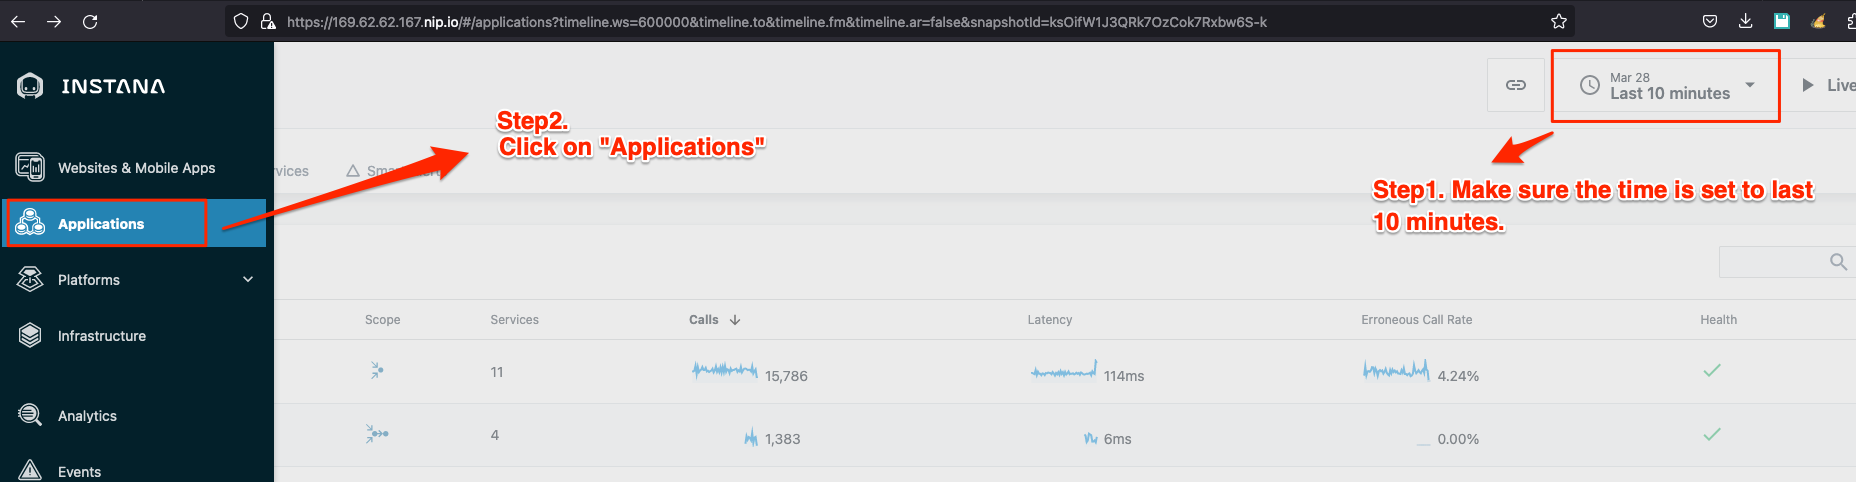 https://169.62.62.167.nip.io/#/applications?timeline.ws=600000&timeline.to&timeline.fm&timeline.ar=false&snapshotId=ksOifW1J3QRk7OzCok7Rxbw6S-k
INSTANA
Mar 28
Last 10 minutes
Live
Step2.
Click on "Applications"
Websites & Mobile Apps
rvices
Step1. Make sure the time is set to last
10 minutes.
Applications
Platforms
Infrastructure
Scope Services Calls Latency Erroneous Call Rate Health
11 15,786 114ms 4.24%
4 1,383 6ms 0.00%
Analytics
Events